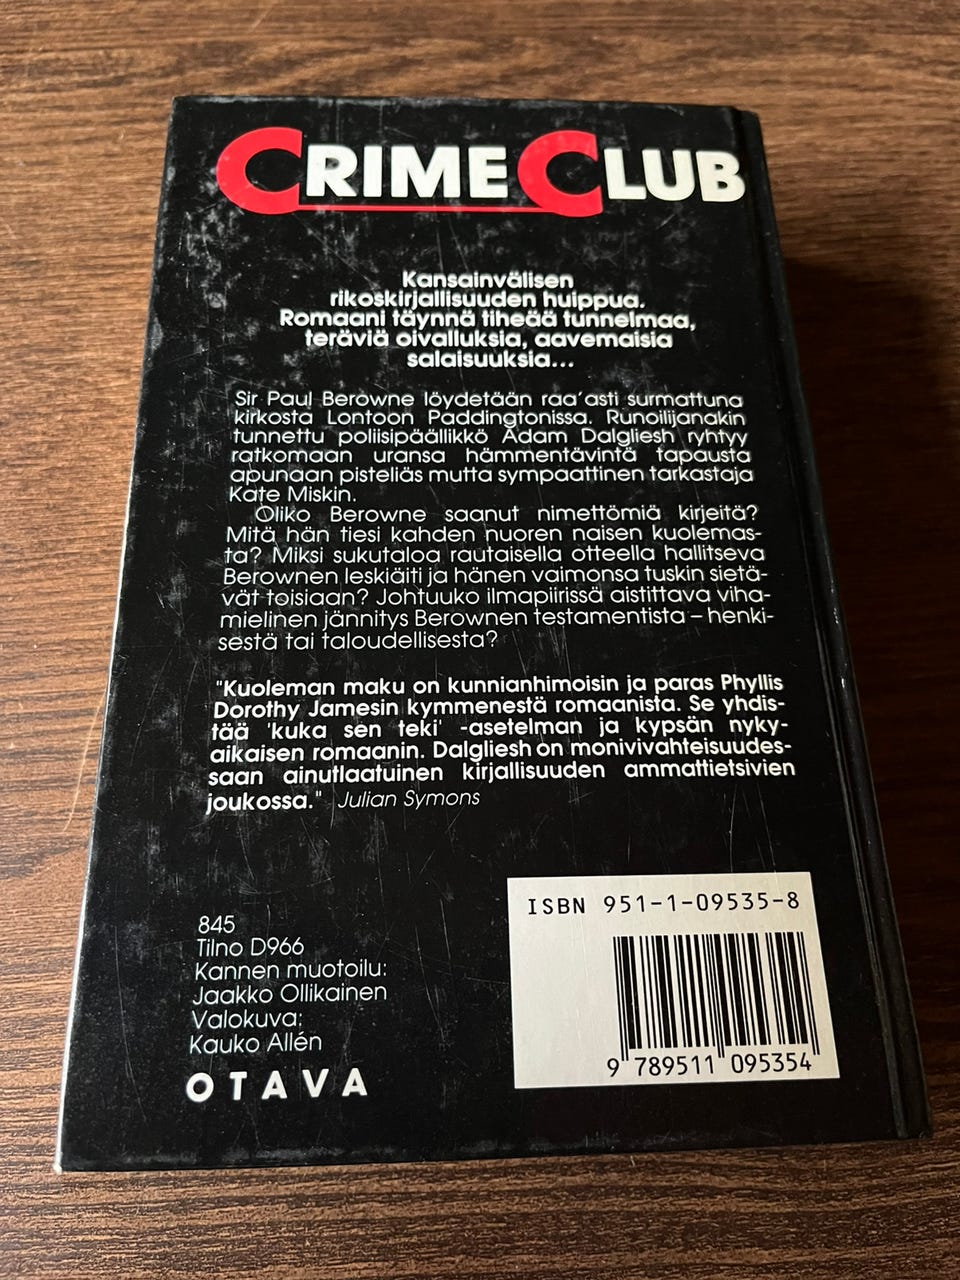 CRIME CLUB
Kansainvälisen
rikoskirjallisuuden huippua.
Romaani täynnä tiheää tunnelmaa,
teräviä oivalluksia, aavemaisia
salaisuuksia...
Sir Paul Berowne löydetään raa'asti surmattuna
kirkosta Lontoon Paddingtonissa. Runoilijanakin
tunnettu poliisipäällikkö Adam Dalgliesh ryhtyy
ratkomaan uransa hämmentävintä tapausta
apunaan pisteliäs mutta sympaattinen tarkastaja
Kate Miskin.
Oliko Berowne saanut nimettömiä kirjeitä?
Mitä hän tiesi kahden nuoren naisen kuolemas-
ta? Miksi sukutaloa rautaisella otteella hallitseva
Berownen leskiäiti ja hänen vaimonsa tuskin sietä-
vät toisiaan? Johtuuko ilmapiirissä aistittava viha-
mielinen jännitys Berownen testamentista – henki-
sestä tai taloudellisesta?
"Kuoleman maku on kunnianhimoisin ja paras Phyllis
Dorothy Jamesin kymmenestä romaanista. Se yhdis-
tää 'kuka sen teki' -asetelman ja kypsän nyky-
aikaisen romaanin. Dalgliesh on monivivahteisuudes-
saan ainutlaatuinen kirjallisuuden ammattietsivien
joukossa." Julian Symons
845
Tilno D966
Kannen muotoilu:
Jaakko Ollikainen
Valokuva:
Kauko Allén
OTAVA
ISBN 951-1-09535-8
9 789511 095354